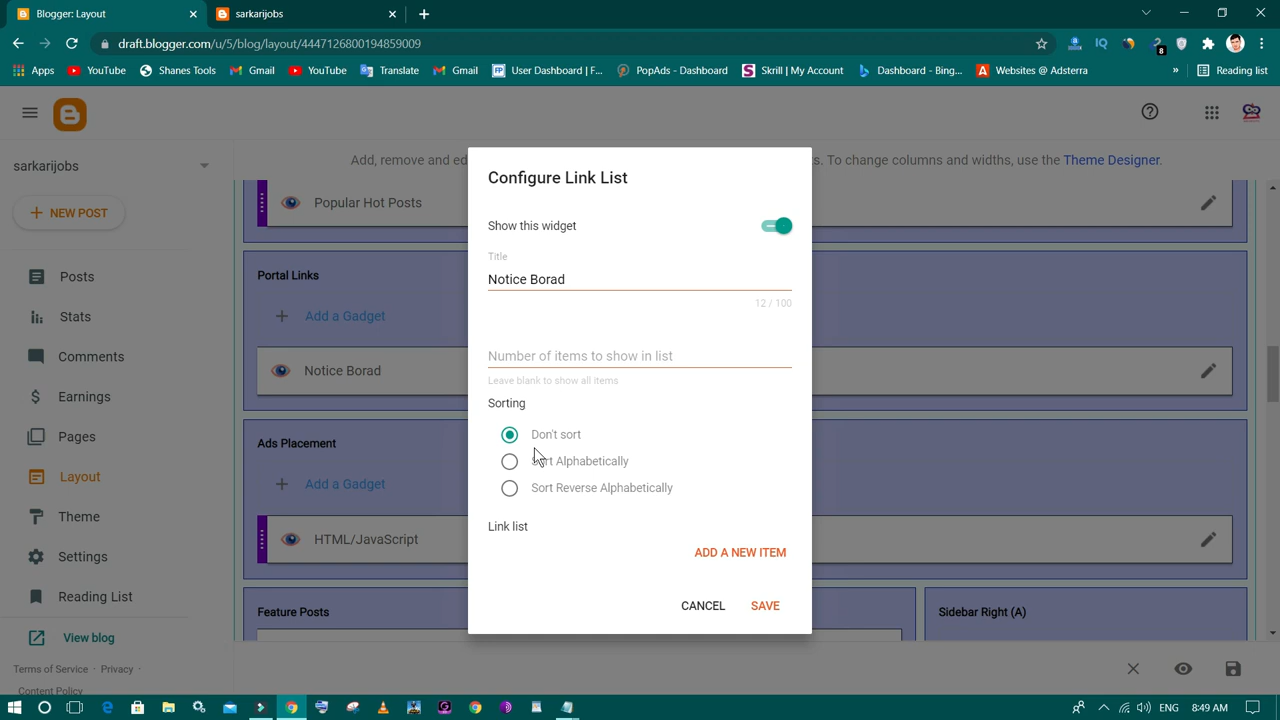 Blogger: Layout
sarkarijobs
draft.blogger.com/u/5/blog/layout/4447126800194859009
IQ
8
Apps
YouTube
Shanes Tools
Gmail
YouTube
Translate
Gmail
User Dashboard | F...
PopAds - Dashboard
Skrill | My Account
Dashboard - Bing...
Websites @ Adsterra
»
Reading list
sarkarijobs
NEW POST
Posts
Stats
Comments
Earnings
Pages
Layout
Theme
Settings
Reading List
View blog
Terms of Service · Privacy ·
Content Policy
Add, remove and ed
s. To change columns and widths, use the Theme Designer.
Popular Hot Posts
Portal Links
Add a Gadget
Notice Borad
Ads Placement
Add a Gadget
HTML/JavaScript
Feature Posts
Sidebar Right (A)
Configure Link List
Show this widget
Title
Notice Borad
12 / 100
Number of items to show in list
Leave blank to show all items
Sorting
Don't sort
Sort Alphabetically
Sort Reverse Alphabetically
Link list
ADD A NEW ITEM
CANCEL
SAVE
ENG
8:49 AM